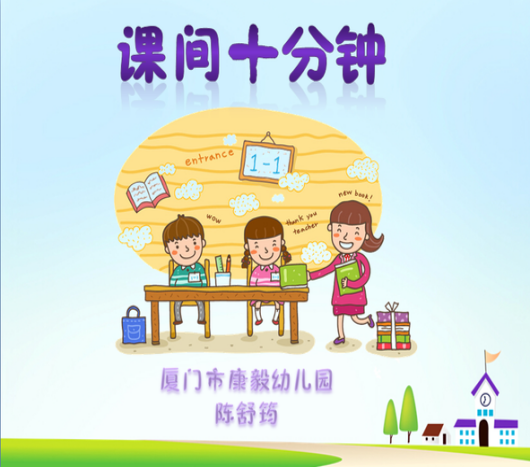 课间十分钟
entrance
1-1
new book!
wow
thank you
teacher
厦门市康毅幼儿园
陈舒筠